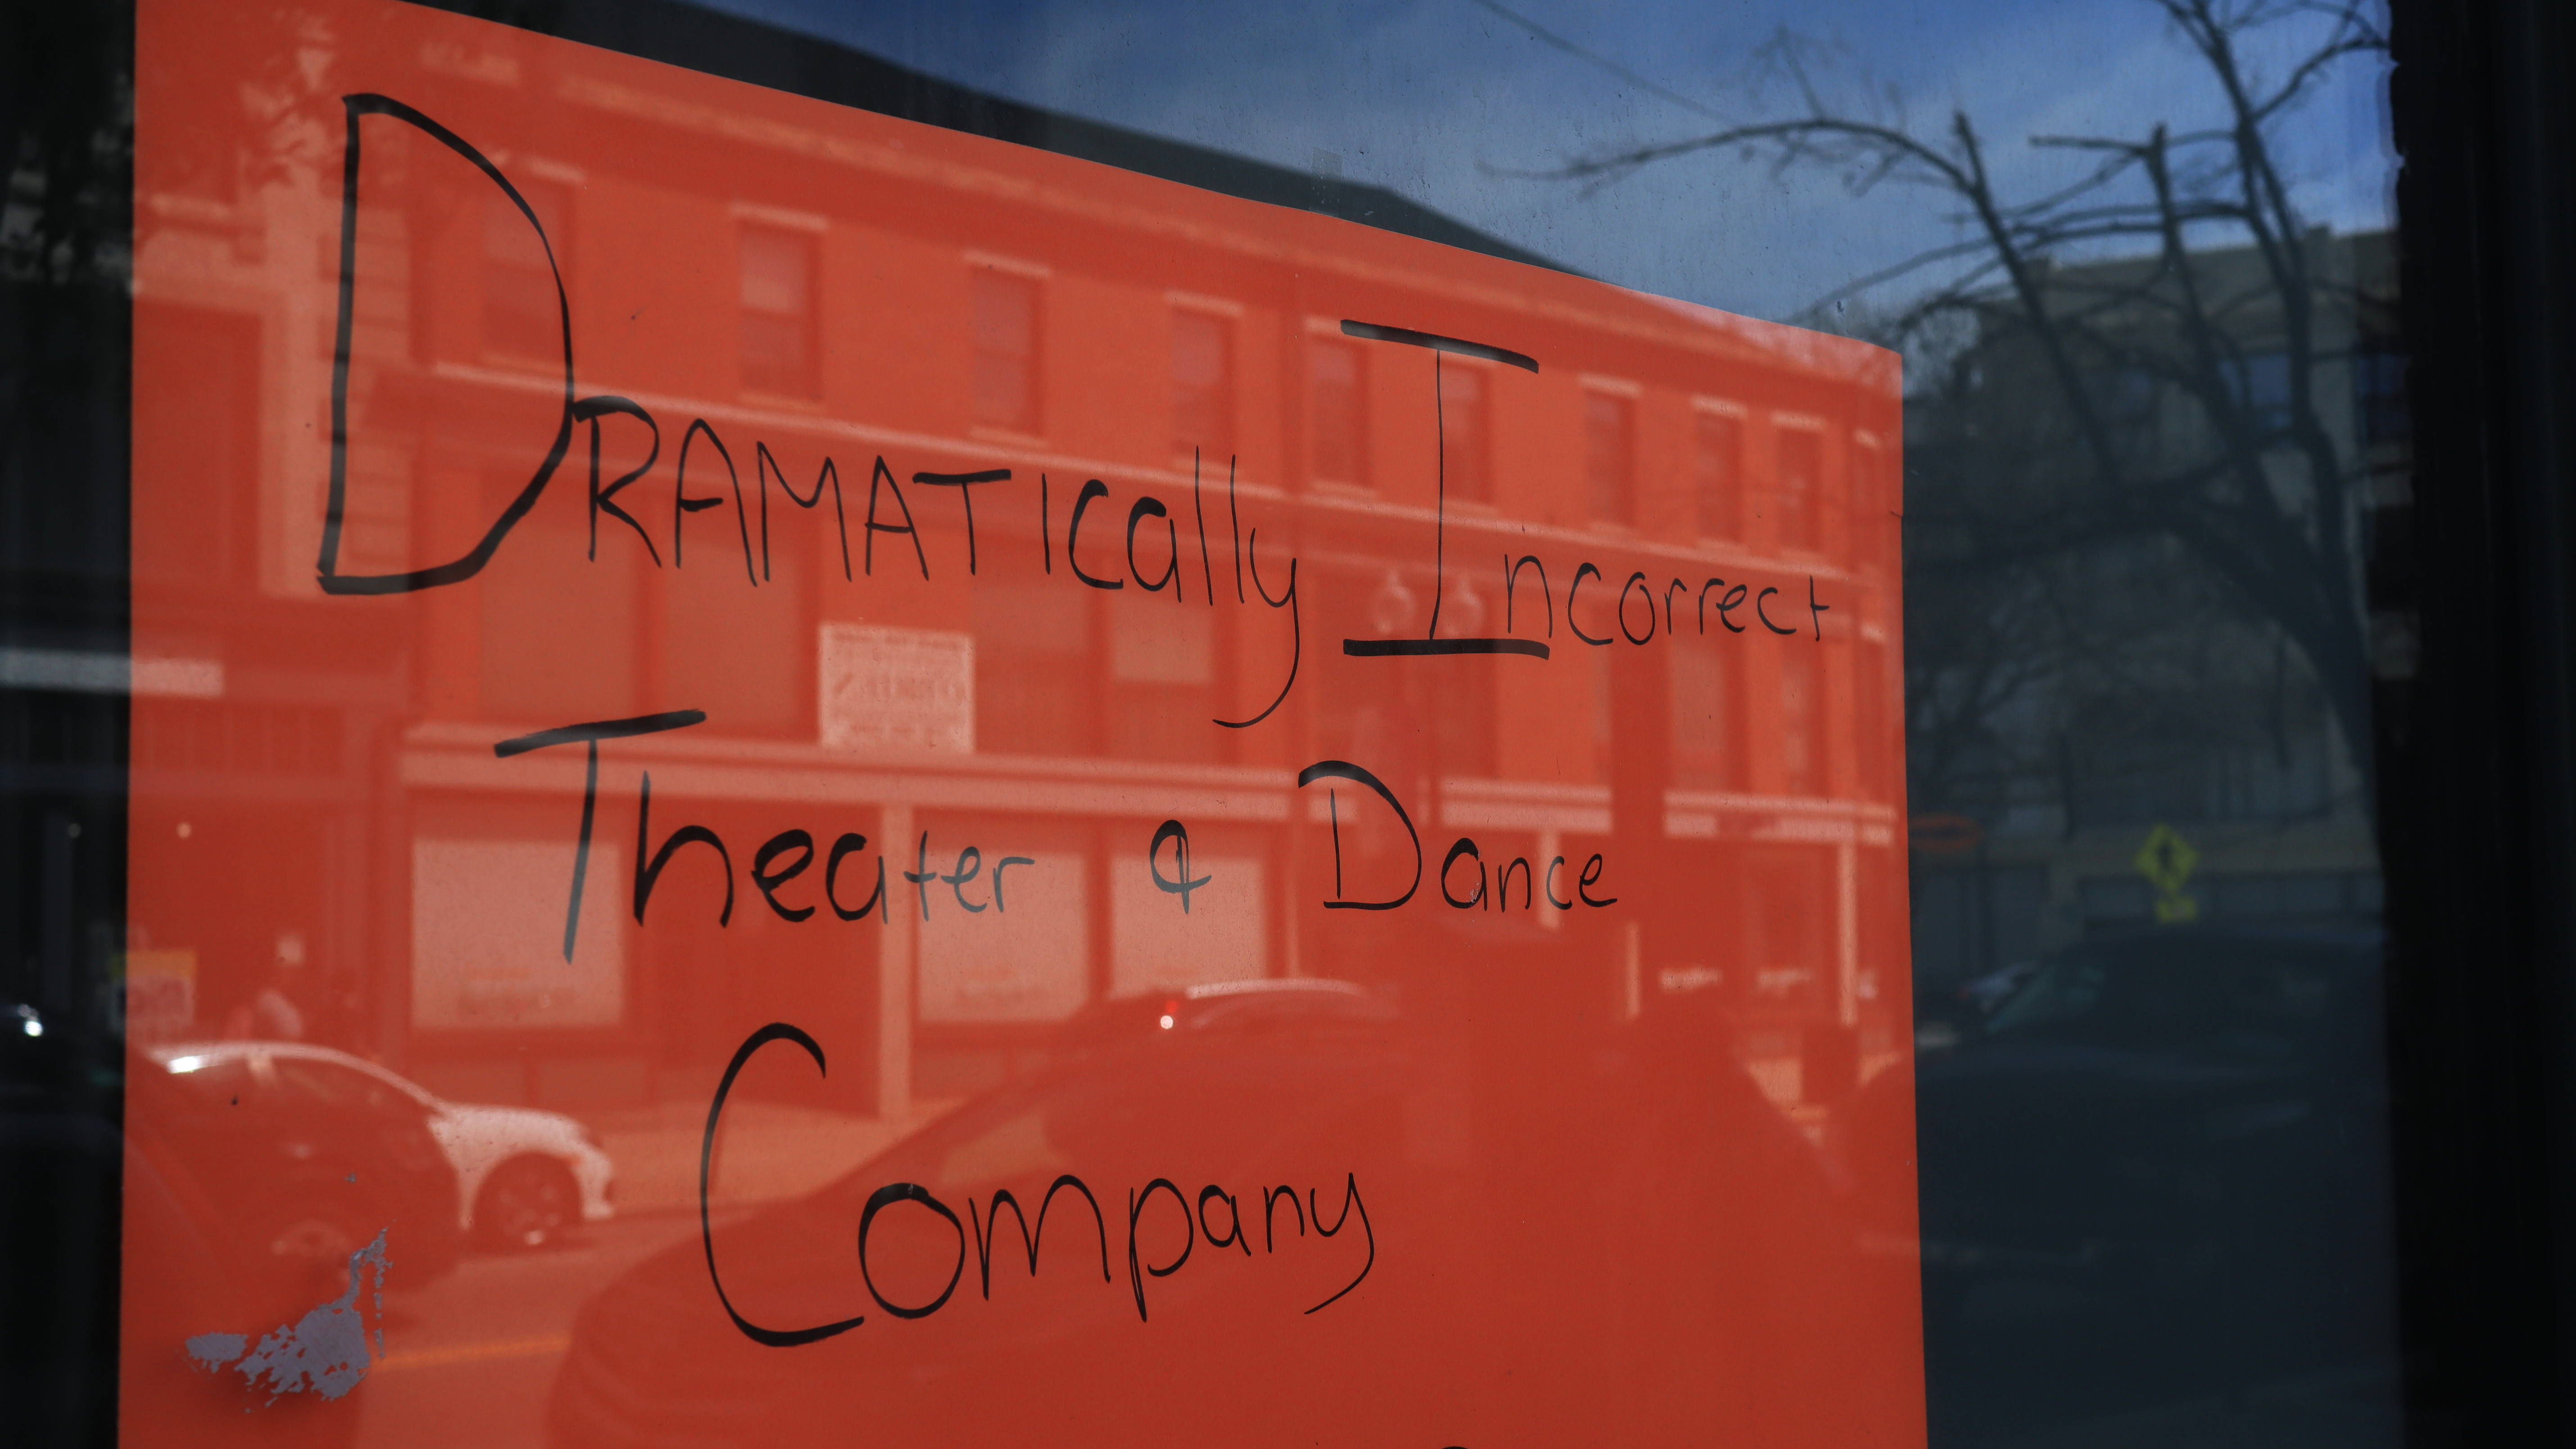 DRAMATIcally Incorrect
Theater & Dance
Company